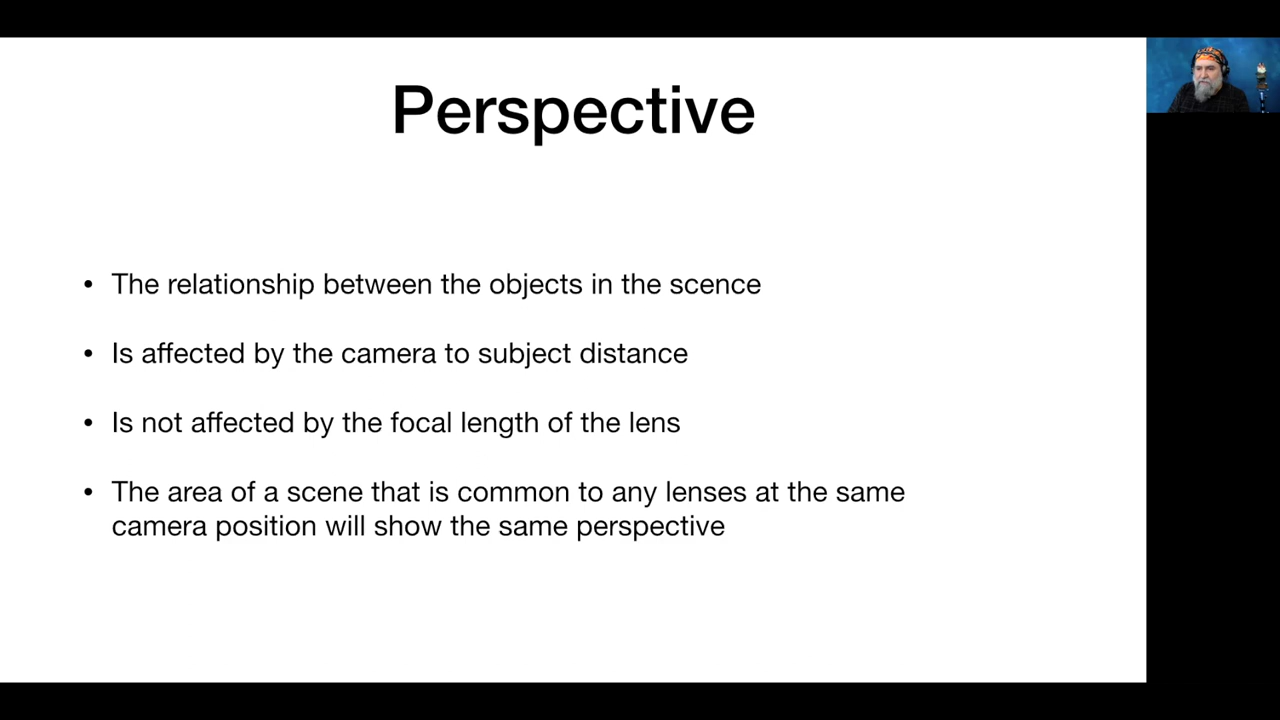 Perspective
• The relationship between the objects in the scence
• Is affected by the camera to subject distance
• Is not affected by the focal length of the lens
• The area of a scene that is common to any lenses at the same
camera position will show the same perspective